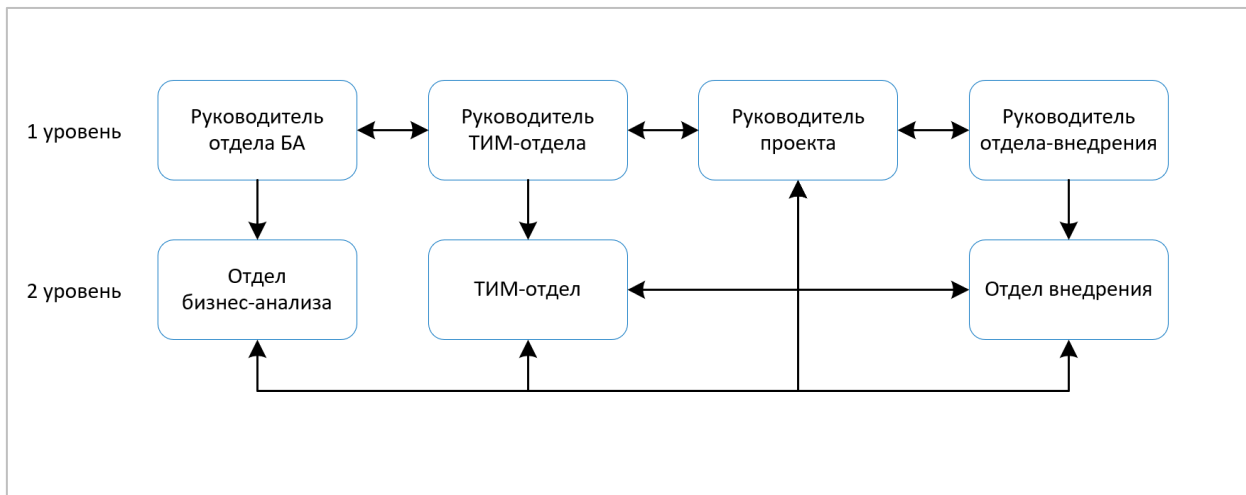 1 уровень
Руководитель
отдела БА
Руководитель
ТИМ-отдела
Руководитель
проекта
Руководитель
отдела-внедрения
2 уровень
Отдел
бизнес-анализа
ТИМ-отдел
Отдел внедрения